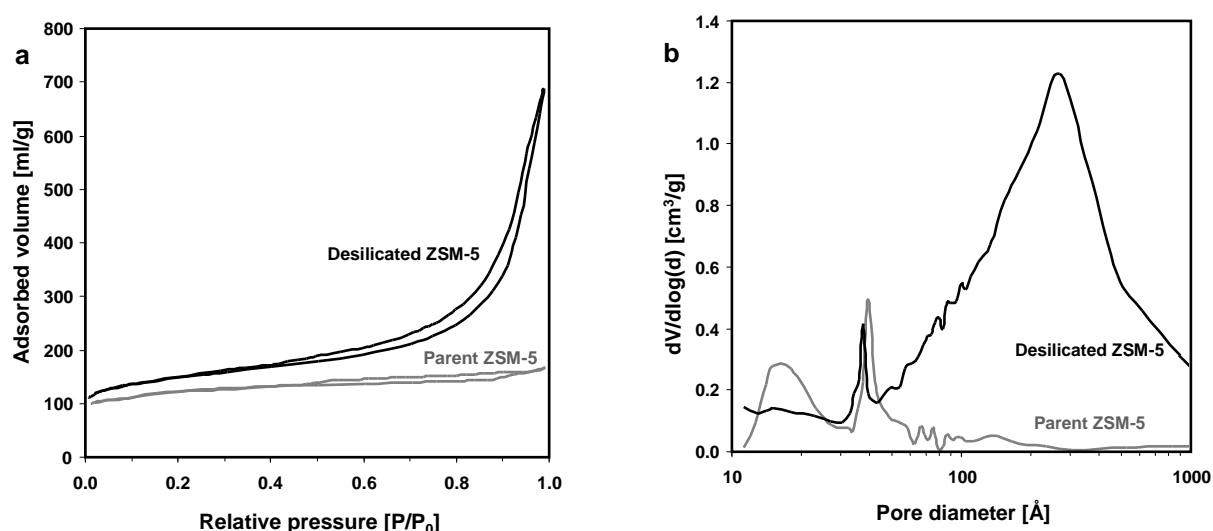 a
800
700
600
500
400
300
200
100
0
Adsorbed volume [ml/g]
Desilicated ZSM-5
Parent ZSM-5
0.0 0.2 0.4 0.6 0.8 1.0
Relative pressure [P/P0]
b
1.4
1.2
1.0
0.8
0.6
0.4
0.2
0.0
dV/dlog(d) [cm³/g]
Desilicated ZSM-5
Parent ZSM-5
10 100 1000
Pore diameter [Å]